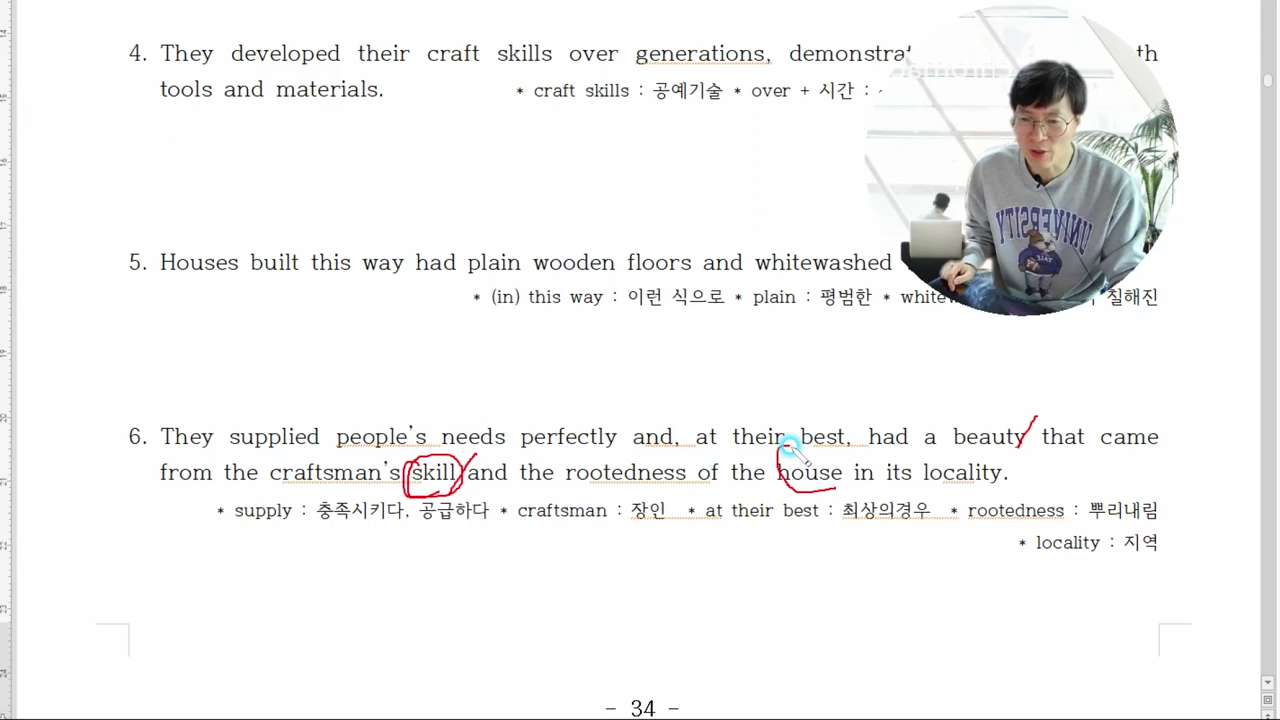 4. They developed their craft skills over generations, demonstrat th
tools and materials. * craft skills : 공예기술 * over + 시간 :
5. Houses built this way had plain wooden floors and whitewashed
* (in) this way : 이런 식으로 * plain : 평범한 * whitew 칠해진
UNIVERSITY
YALE
6. They supplied people's needs perfectly and, at their best, had a beauty that came
from the craftsman's skill and the rootedness of the house in its locality.
* supply : 충족시키다, 공급하다 * craftsman : 장인 * at their best : 최상의경우 * rootedness : 뿌리내림
* locality : 지역
- 34 -